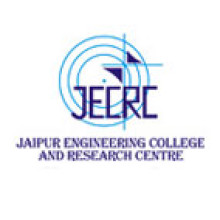 JECRC
JAIPUR ENGINEERING COLLEGE
AND RESEARCH CENTRE